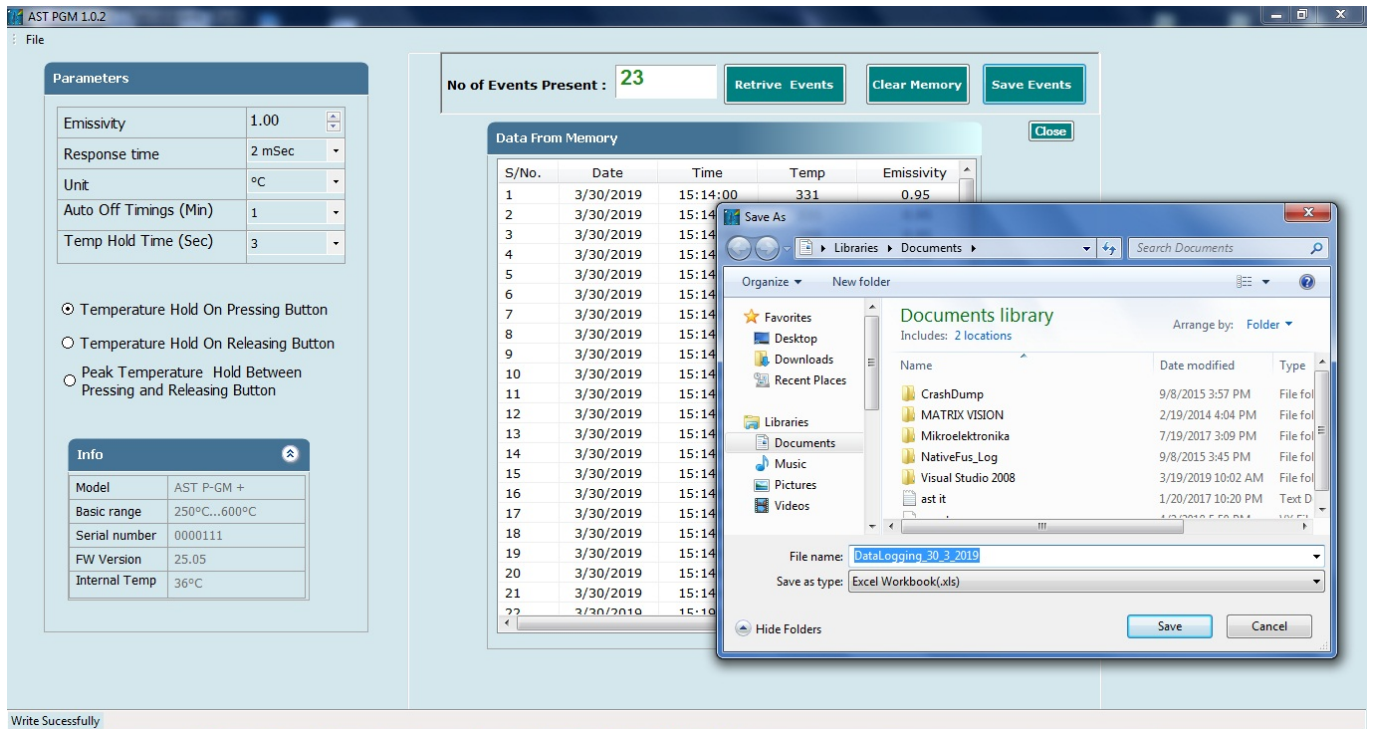 AST PGM 1.0.2
File
Parameters
Emissivity 1.00
Response time 2 mSec
Unit ºC
Auto Off Timings (Min) 1
Temp Hold Time (Sec) 3
Temperature Hold On Pressing Button
Temperature Hold On Releasing Button
Peak Temperature Hold Between
Pressing and Releasing Button
Info
Model AST P-GM +
Basic range 250ºC...600ºC
Serial number 0000111
FW Version 25.05
Internal Temp 36ºC
No of Events Present : 23 Retrive Events Clear Memory Save Events
Close
Data From Memory
S/No. Date Time Temp Emissivity
1 3/30/2019 15:14:00 331 0.95
2 3/30/2019 15:14
3 3/30/2019 15:14
4 3/30/2019 15:14
5 3/30/2019 15:14
6 3/30/2019 15:14
7 3/30/2019 15:14
8 3/30/2019 15:14
9 3/30/2019 15:14
10 3/30/2019 15:14
11 3/30/2019 15:14
12 3/30/2019 15:14
13 3/30/2019 15:14
14 3/30/2019 15:14
15 3/30/2019 15:14
16 3/30/2019 15:14
17 3/30/2019 15:14
18 3/30/2019 15:14
19 3/30/2019 15:14
20 3/30/2019 15:14
21 3/30/2019 15:14
22 3/30/2019 15:19
Save As
Libraries Documents Search Documents
Organize New folder
Favorites
Desktop
Downloads
Recent Places
Libraries
Documents
Music
Pictures
Videos
Documents library
Includes: 2 locations
Arrange by: Folder
Name Date modified Type
CrashDump 9/8/2015 3:57 PM File fol
MATRIX VISION 2/19/2014 4:04 PM File fol
Mikroelektronika 7/19/2017 3:09 PM File fol
NativeFus_Log 9/8/2015 3:45 PM File fol
Visual Studio 2008 3/19/2019 10:02 AM File fol
ast it 1/20/2017 10:20 PM Text D
File name: DataLogging_30_3_2019
Save as type: Excel Workbook(.xls)
Hide Folders Save Cancel
Write Sucessfully